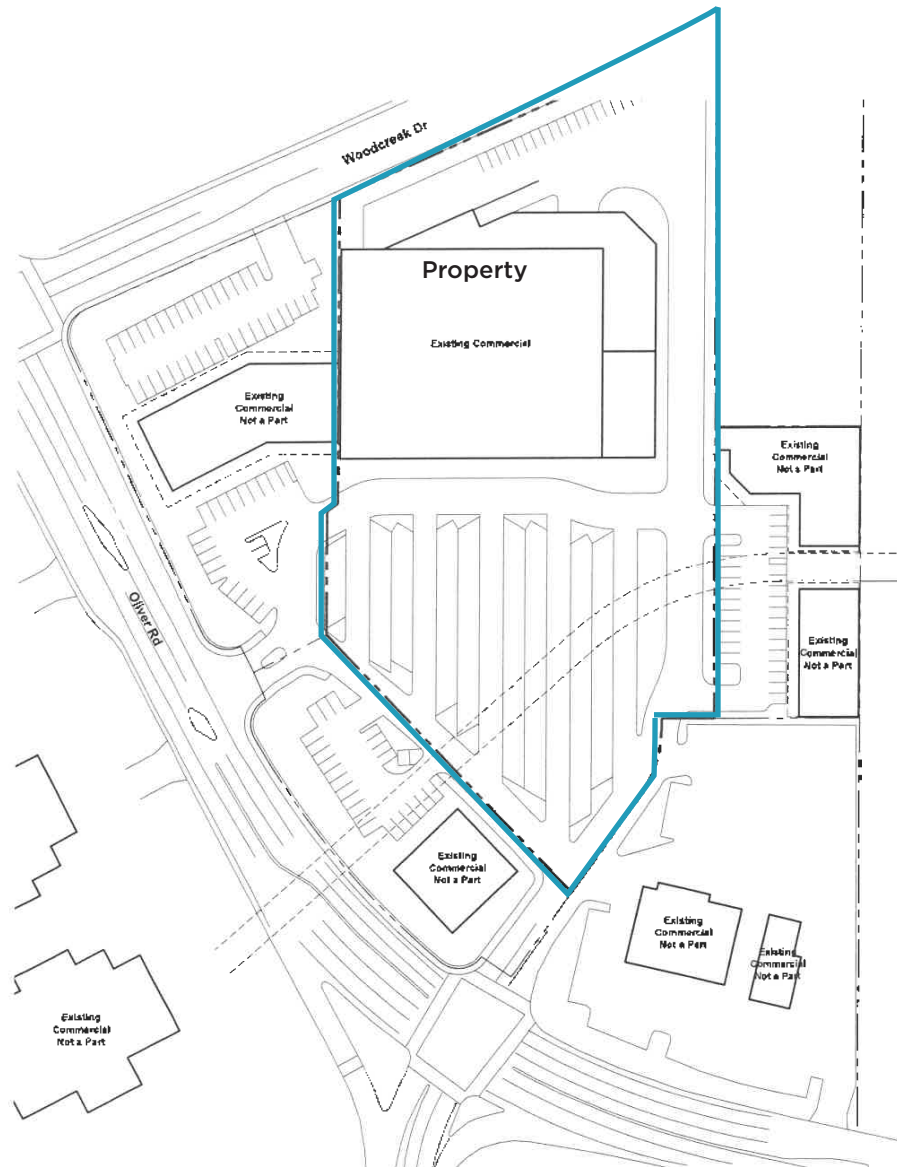 Woodcreek Dr
Property
Existing Commercial
Existing
Commercial
Not a Part
Existing
Commercial
Not a Part
Oliver Rd
Existing
Commercial
Not a Part
Existing
Commercial
Not a Part
Existing
Commercial
Not a Part
Existing
Commercial
Not a Part
Existing
Commercial
Not a Part